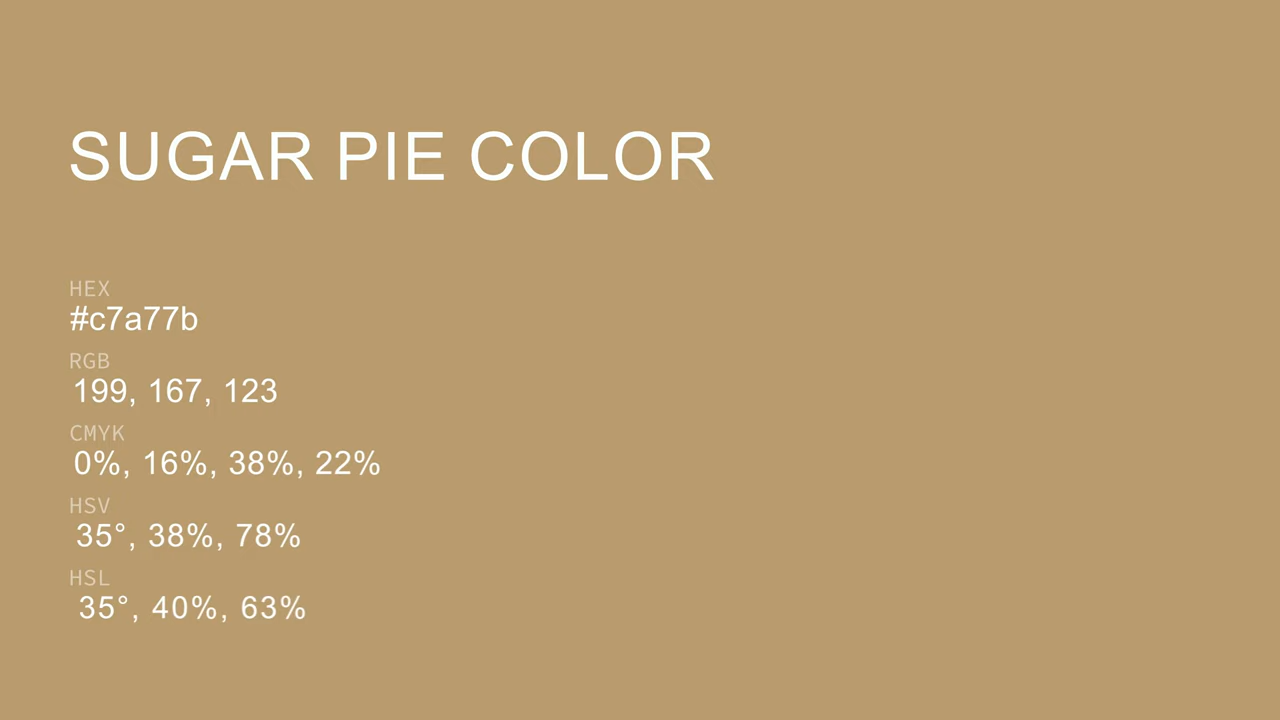 SUGAR PIE COLOR
HEX
#c7a77b
RGB
199, 167, 123
CMYK
0%, 16%, 38%, 22%
HSV
35°, 38%, 78%
HSL
35°, 40%, 63%